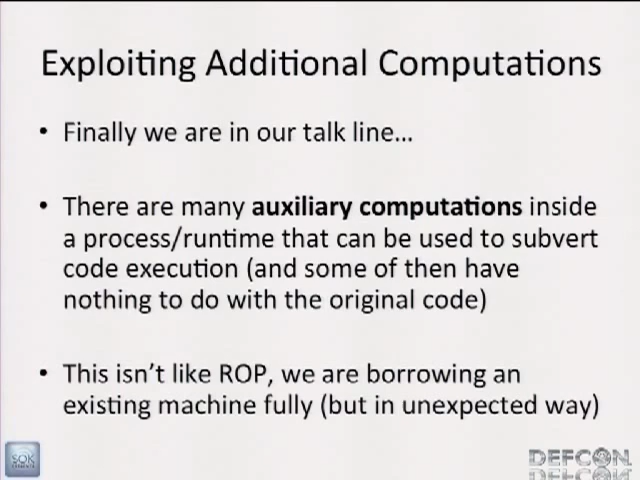 Exploiting Additional Computations
• Finally we are in our talk line...
• There are many auxiliary computations inside
a process/runtime that can be used to subvert
code execution (and some of then have
nothing to do with the original code)
• This isn't like ROP, we are borrowing an
existing machine fully (but in unexpected way)
SOK
DEFCON